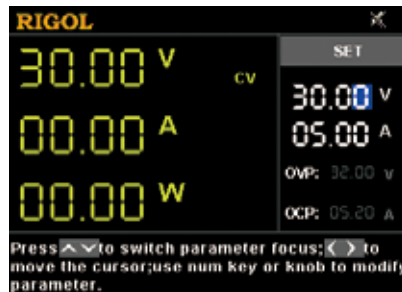 RIGOL
SET
30.00 V
CV
30.00 V
00.00 A
05.00 A
OVP: 32.00 V
00.00 W
OCP: 05.20 A
Press to switch parameter focus; to
move the cursor;use num key or knob to modify
parameter.